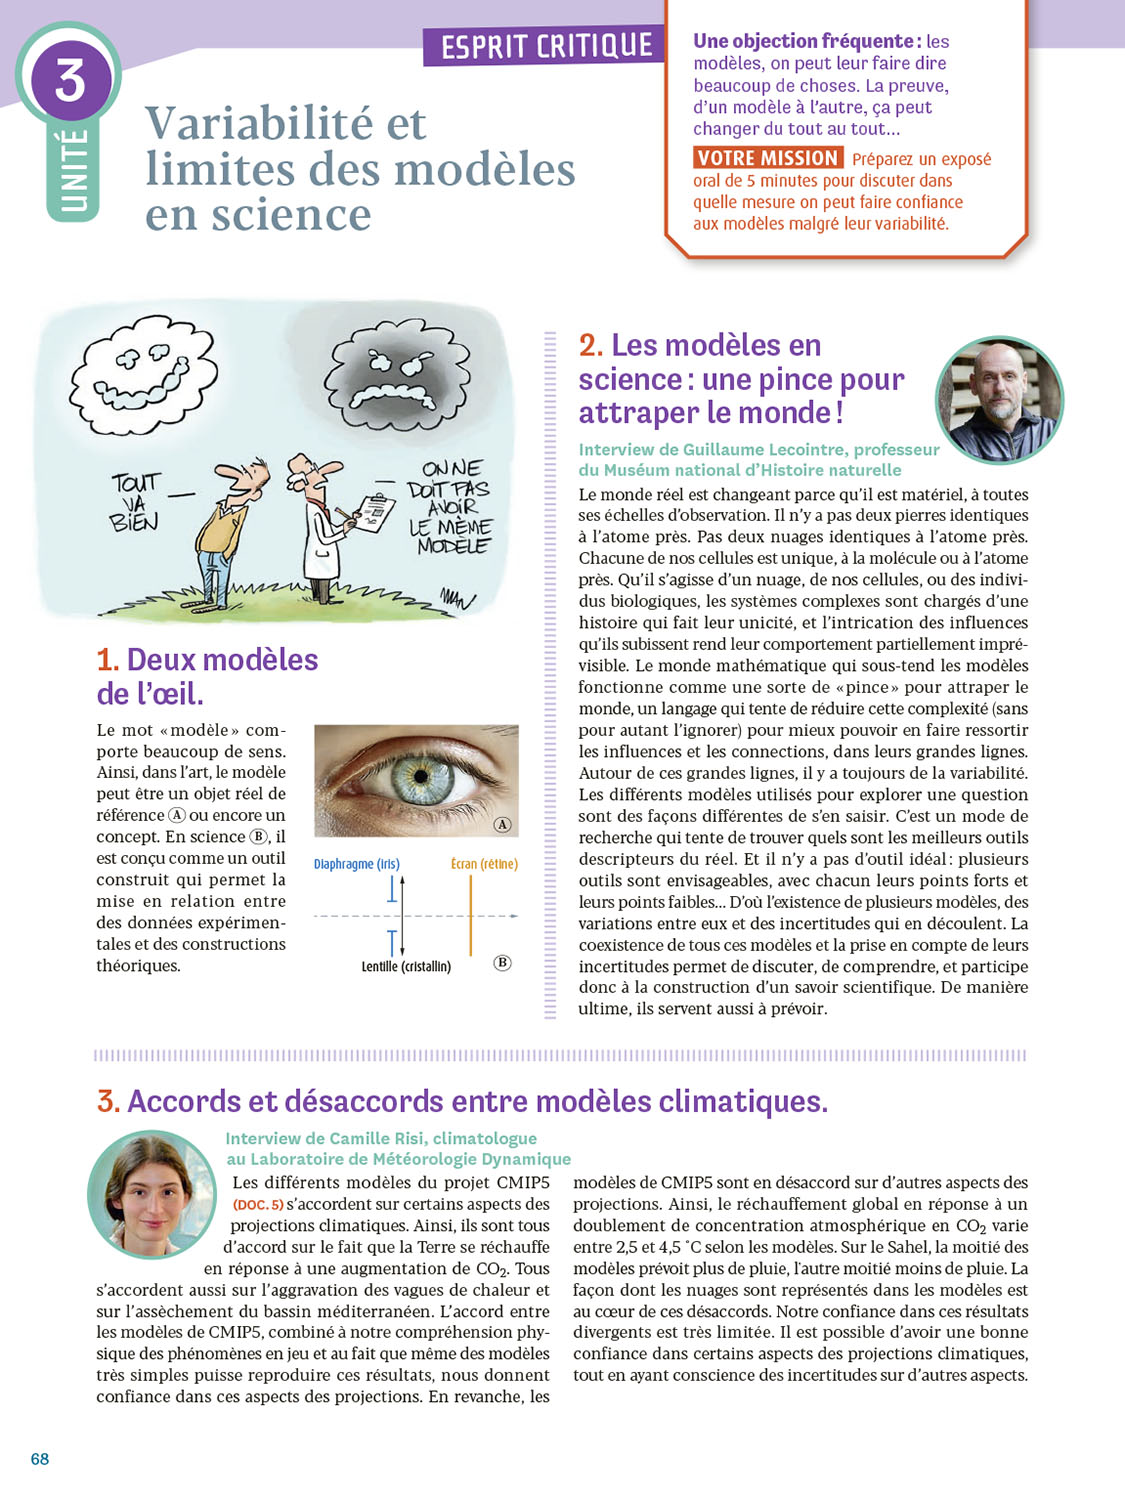 3
UNITÉ
ESPRIT CRITIQUE
Variabilité et
limites des modèles
en science
Une objection fréquente : les
modèles, on peut leur faire dire
beaucoup de choses. La preuve,
d'un modèle à l'autre, ça peut
changer du tout au tout…
VOTRE MISSION Préparez un exposé
oral de 5 minutes pour discuter dans
quelle mesure on peut faire confiance
aux modèles malgré leur variabilité.
TOUT
VA
BIEN
ON NE
DOIT PAS
AVOIR
LE MÊME
MODELE
MAN
1. Deux modèles
de l'œil.
Le mot « modèle » com-
porte beaucoup de sens.
Ainsi, dans l'art, le modèle
peut être un objet réel de
référence Ⓐ ou encore un
concept. En science Ⓑ, il
est conçu comme un outil
construit qui permet la
mise en relation entre
des données expérimen-
tales et des constructions
théoriques.
A
Diaphragme (iris)
Écran (rétine)
Lentille (cristallin)
B
2. Les modèles en
science : une pince pour
attraper le monde !
Interview de Guillaume Lecointre, professeur
du Muséum national d'Histoire naturelle
Le monde réel est changeant parce qu'il est matériel, à toutes
ses échelles d'observation. Il n'y a pas deux pierres identiques
à l'atome près. Pas deux nuages identiques à l'atome près.
Chacune de nos cellules est unique, à la molécule ou à l'atome
près. Qu'il s'agisse d'un nuage, de nos cellules, ou des indivi-
dus biologiques, les systèmes complexes sont chargés d'une
histoire qui fait leur unicité, et l'intrication des influences
qu'ils subissent rend leur comportement partiellement impré-
visible. Le monde mathématique qui sous-tend les modèles
fonctionne comme une sorte de « pince » pour attraper le
monde, un langage qui tente de réduire cette complexité (sans
pour autant l'ignorer) pour mieux pouvoir en faire ressortir
les influences et les connections, dans leurs grandes lignes.
Autour de ces grandes lignes, il y a toujours de la variabilité.
Les différents modèles utilisés pour explorer une question
sont des façons différentes de s'en saisir. C'est un mode de
recherche qui tente de trouver quels sont les meilleurs outils
descripteurs du réel. Et il n'y a pas d'outil idéal : plusieurs
outils sont envisageables, avec chacun leurs points forts et
leurs points faibles… D'où l'existence de plusieurs modèles, des
variations entre eux et des incertitudes qui en découlent. La
coexistence de tous ces modèles et la prise en compte de leurs
incertitudes permet de discuter, de comprendre, et participe
donc à la construction d'un savoir scientifique. De manière
ultime, ils servent aussi à prévoir.
3. Accords et désaccords entre modèles climatiques.
Interview de Camille Risi, climatologue
au Laboratoire de Météorologie Dynamique
Les différents modèles du projet CMIP5
(DOC. 5) s'accordent sur certains aspects des
projections climatiques. Ainsi, ils sont tous
d'accord sur le fait que la Terre se réchauffe
en réponse à une augmentation de CO₂. Tous
s'accordent aussi sur l'aggravation des vagues de chaleur et
sur l'assèchement du bassin méditerranéen. L'accord entre
les modèles de CMIP5, combiné à notre compréhension phy-
sique des phénomènes en jeu et au fait que même des modèles
très simples puisse reproduire ces résultats, nous donnent
confiance dans ces aspects des projections. En revanche, les
modèles de CMIP5 sont en désaccord sur d'autres aspects des
projections. Ainsi, le réchauffement global en réponse à un
doublement de concentration atmosphérique en CO₂ varie
entre 2,5 et 4,5 °C selon les modèles. Sur le Sahel, la moitié des
modèles prévoit plus de pluie, l'autre moitié moins de pluie. La
façon dont les nuages sont représentés dans les modèles est
au cœur de ces désaccords. Notre confiance dans ces résultats
divergents est très limitée. Il est possible d'avoir une bonne
confiance dans certains aspects des projections climatiques,
tout en ayant conscience des incertitudes sur d'autres aspects.
68